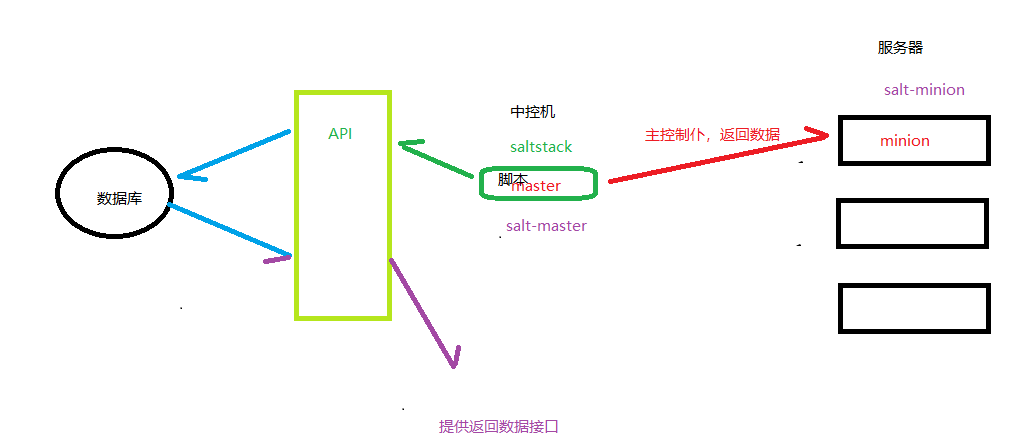 服务器
salt-minion
中控机
API
主控制仆，返回数据
minion
saltstack
脚本
master
数据库
salt-master
提供返回数据接口